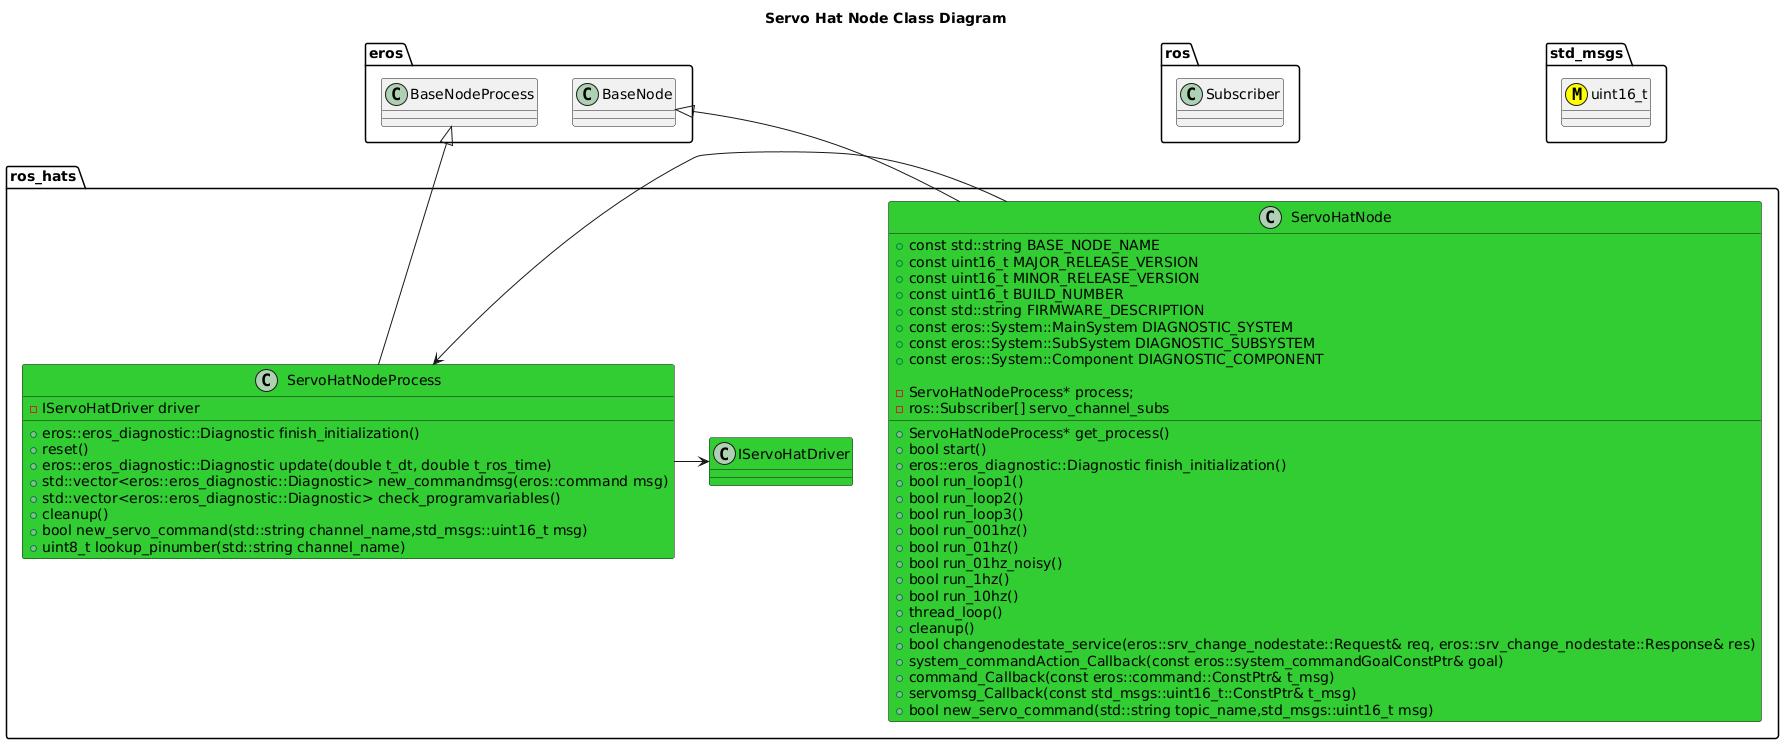 Servo Hat Node Class Diagram
eros
C BaseNodeProcess
C BaseNode
ros
C Subscriber
std_msgs
M uint16_t
ros_hats
C ServoHatNode
const std::string BASE_NODE_NAME
const uint16_t MAJOR_RELEASE_VERSION
const uint16_t MINOR_RELEASE_VERSION
const uint16_t BUILD_NUMBER
const std::string FIRMWARE_DESCRIPTION
const eros::System::MainSystem DIAGNOSTIC_SYSTEM
const eros::System::SubSystem DIAGNOSTIC_SUBSYSTEM
const eros::System::Component DIAGNOSTIC_COMPONENT
ServoHatNodeProcess* process;
ros::Subscriber[] servo_channel_subs
ServoHatNodeProcess* get_process()
bool start()
eros::eros_diagnostic::Diagnostic finish_initialization()
bool run_loop1()
bool run_loop2()
bool run_loop3()
bool run_001hz()
bool run_01hz()
bool run_01hz_noisy()
bool run_1hz()
bool run_10hz()
thread_loop()
cleanup()
bool changenodestate_service(eros::srv_change_nodestate::Request& req, eros::srv_change_nodestate::Response& res)
system_commandAction_Callback(const eros::system_commandGoalConstPtr& goal)
command_Callback(const eros::command::ConstPtr& t_msg)
servomsg_Callback(const std_msgs::uint16_t::ConstPtr& t_msg)
bool new_servo_command(std::string topic_name,std_msgs::uint16_t msg)
C ServoHatNodeProcess
IServoHatDriver driver
eros::eros_diagnostic::Diagnostic finish_initialization()
reset()
eros::eros_diagnostic::Diagnostic update(double t_dt, double t_ros_time)
std::vector<eros::eros_diagnostic::Diagnostic> new_commandmsg(eros::command msg)
std::vector<eros::eros_diagnostic::Diagnostic> check_programvariables()
cleanup()
bool new_servo_command(std::string channel_name,std_msgs::uint16_t msg)
uint8_t lookup_pinumber(std::string channel_name)
C IServoHatDriver